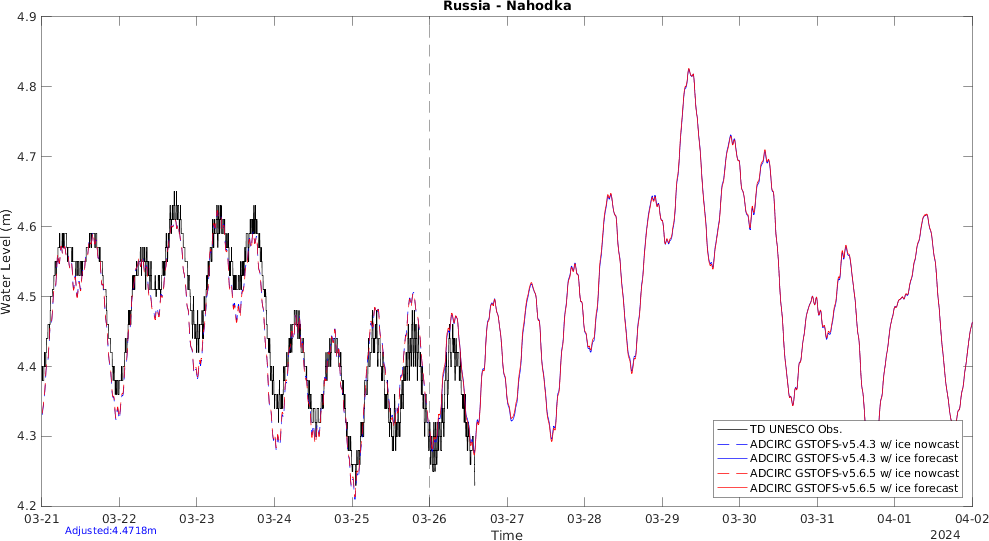 Russia - Nahodka
4.9
4.8
4.7
4.6
4.5
4.4
4.3
4.2
Water Level (m)
TD UNESCO Obs.
ADCIRC GSTOFS-v5.4.3 w/ ice nowcast
ADCIRC GSTOFS-v5.4.3 w/ ice forecast
ADCIRC GSTOFS-v5.6.5 w/ ice nowcast
ADCIRC GSTOFS-v5.6.5 w/ ice forecast
03-21 03-22 03-23 03-24 03-25 03-26 03-27 03-28 03-29 03-30 03-31 04-01 04-02
Adjusted:4.4718m
Time
2024